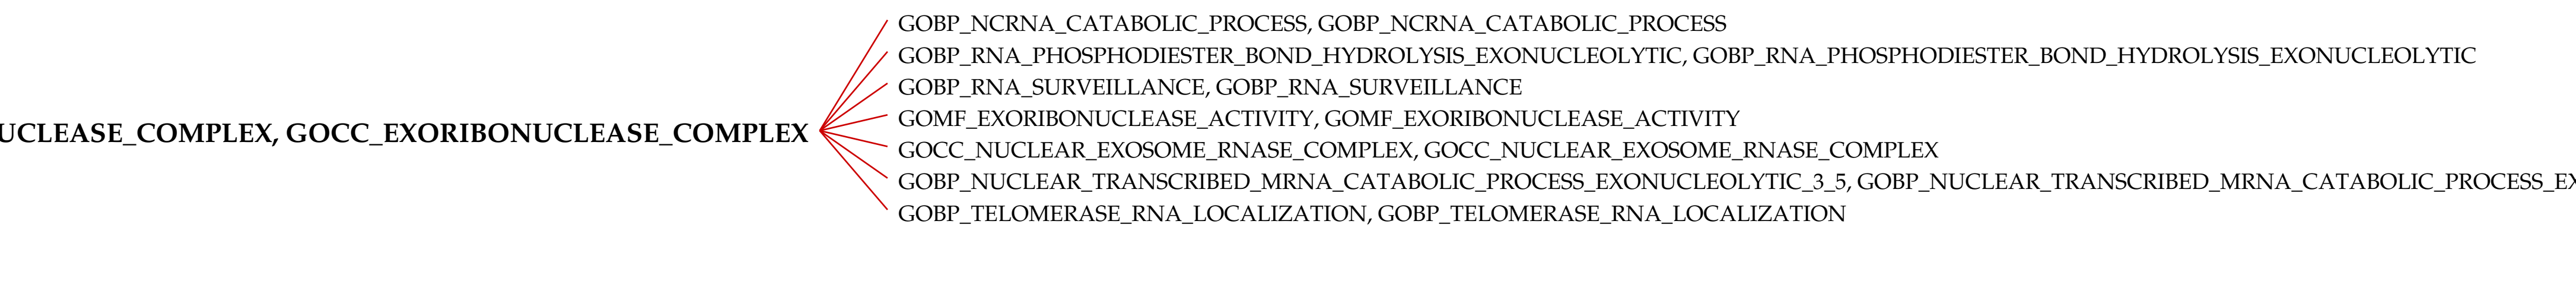 GOBP_NCRNA_CATABOLIC_PROCESS, GOBP_NCRNA_CATABOLIC_PROCESS
GOBP_RNA_PHOSPHODIESTER_BOND_HYDROLYSIS_EXONUCLEOLYTIC, GOBP_RNA_PHOSPHODIESTER_BOND_HYDROLYSIS_EXONUCLEOLYTIC
GOBP_RNA_SURVEILLANCE, GOBP_RNA_SURVEILLANCE
GOMF_EXORIBONUCLEASE_ACTIVITY, GOMF_EXORIBONUCLEASE_ACTIVITY
UCLEASE_COMPLEX, GOCC_EXORIBONUCLEASE_COMPLEX
GOCC_NUCLEAR_EXOSOME_RNASE_COMPLEX, GOCC_NUCLEAR_EXOSOME_RNASE_COMPLEX
GOBP_NUCLEAR_TRANSCRIBED_MRNA_CATABOLIC_PROCESS_EXONUCLEOLYTIC_3_5, GOBP_NUCLEAR_TRANSCRIBED_MRNA_CATABOLIC_PROCESS_EX
GOBP_TELOMERASE_RNA_LOCALIZATION, GOBP_TELOMERASE_RNA_LOCALIZATION